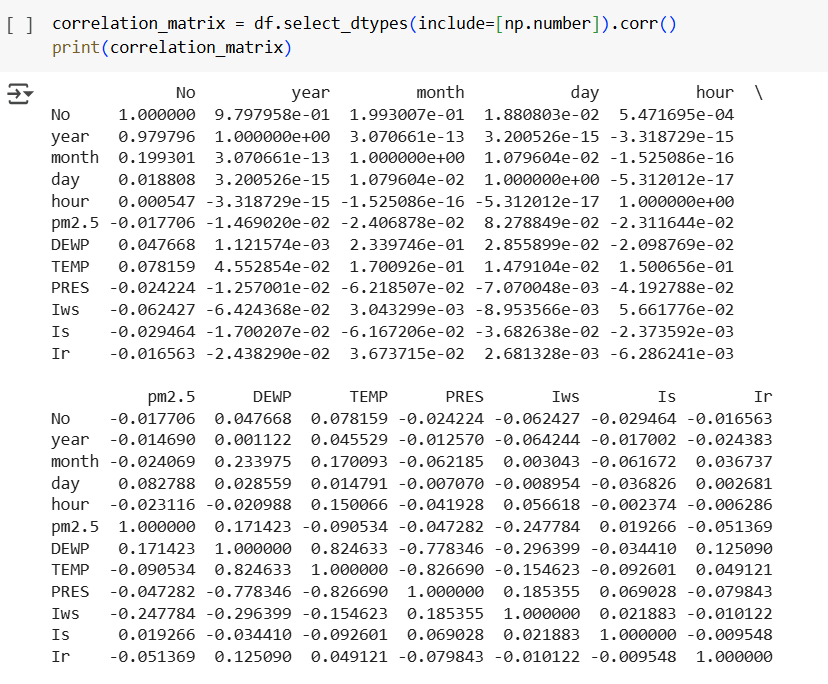 [ ] correlation_matrix = df.select_dtypes(include=[np.number]).corr()
print(correlation_matrix)
No year month day hour \
No 1.000000 9.797958e-01 1.993007e-01 1.880803e-02 5.471695e-04
year 0.979796 1.000000e+00 3.070661e-13 3.200526e-15 -3.318729e-15
month 0.199301 3.070661e-13 1.000000e+00 1.079604e-02 -1.525086e-16
day 0.018808 3.200526e-15 1.079604e-02 1.000000e+00 -5.312012e-17
hour 0.000547 -3.318729e-15 -1.525086e-16 -5.312012e-17 1.000000e+00
pm2.5 -0.017706 -1.469020e-02 -2.406878e-02 8.278849e-02 -2.311644e-02
DEWP 0.047668 1.121574e-03 2.339746e-01 2.855899e-02 -2.098769e-02
TEMP 0.078159 4.552854e-02 1.700926e-01 1.479104e-02 1.500656e-01
PRES -0.024224 -1.257001e-02 -6.218507e-02 -7.070048e-03 -4.192788e-02
Iws -0.062427 -6.424368e-02 3.043299e-03 -8.953566e-03 5.661776e-02
Is -0.029464 -1.700207e-02 -6.167206e-02 -3.682638e-02 -2.373592e-03
Ir -0.016563 -2.438290e-02 3.673715e-02 2.681328e-03 -6.286241e-03
pm2.5 DEWP TEMP PRES Iws Is Ir
No -0.017706 0.047668 0.078159 -0.024224 -0.062427 -0.029464 -0.016563
year -0.014690 0.001122 0.045529 -0.012570 -0.064244 -0.017002 -0.024383
month -0.024069 0.233975 0.170093 -0.062185 0.003043 -0.061672 0.036737
day 0.082788 0.028559 0.014791 -0.007070 -0.008954 -0.036826 0.002681
hour -0.023116 -0.020988 0.150066 -0.041928 0.056618 -0.002374 -0.006286
pm2.5 1.000000 0.171423 -0.090534 -0.047282 -0.247784 0.019266 -0.051369
DEWP 0.171423 1.000000 0.824633 -0.778346 -0.296399 -0.034410 0.125090
TEMP -0.090534 0.824633 1.000000 -0.826690 -0.154623 -0.092601 0.049121
PRES -0.047282 -0.778346 -0.826690 1.000000 0.185355 0.069028 -0.079843
Iws -0.247784 -0.296399 -0.154623 0.185355 1.000000 0.021883 -0.010122
Is 0.019266 -0.034410 -0.092601 0.069028 0.021883 1.000000 -0.009548
Ir -0.051369 0.125090 0.049121 -0.079843 -0.010122 -0.009548 1.000000